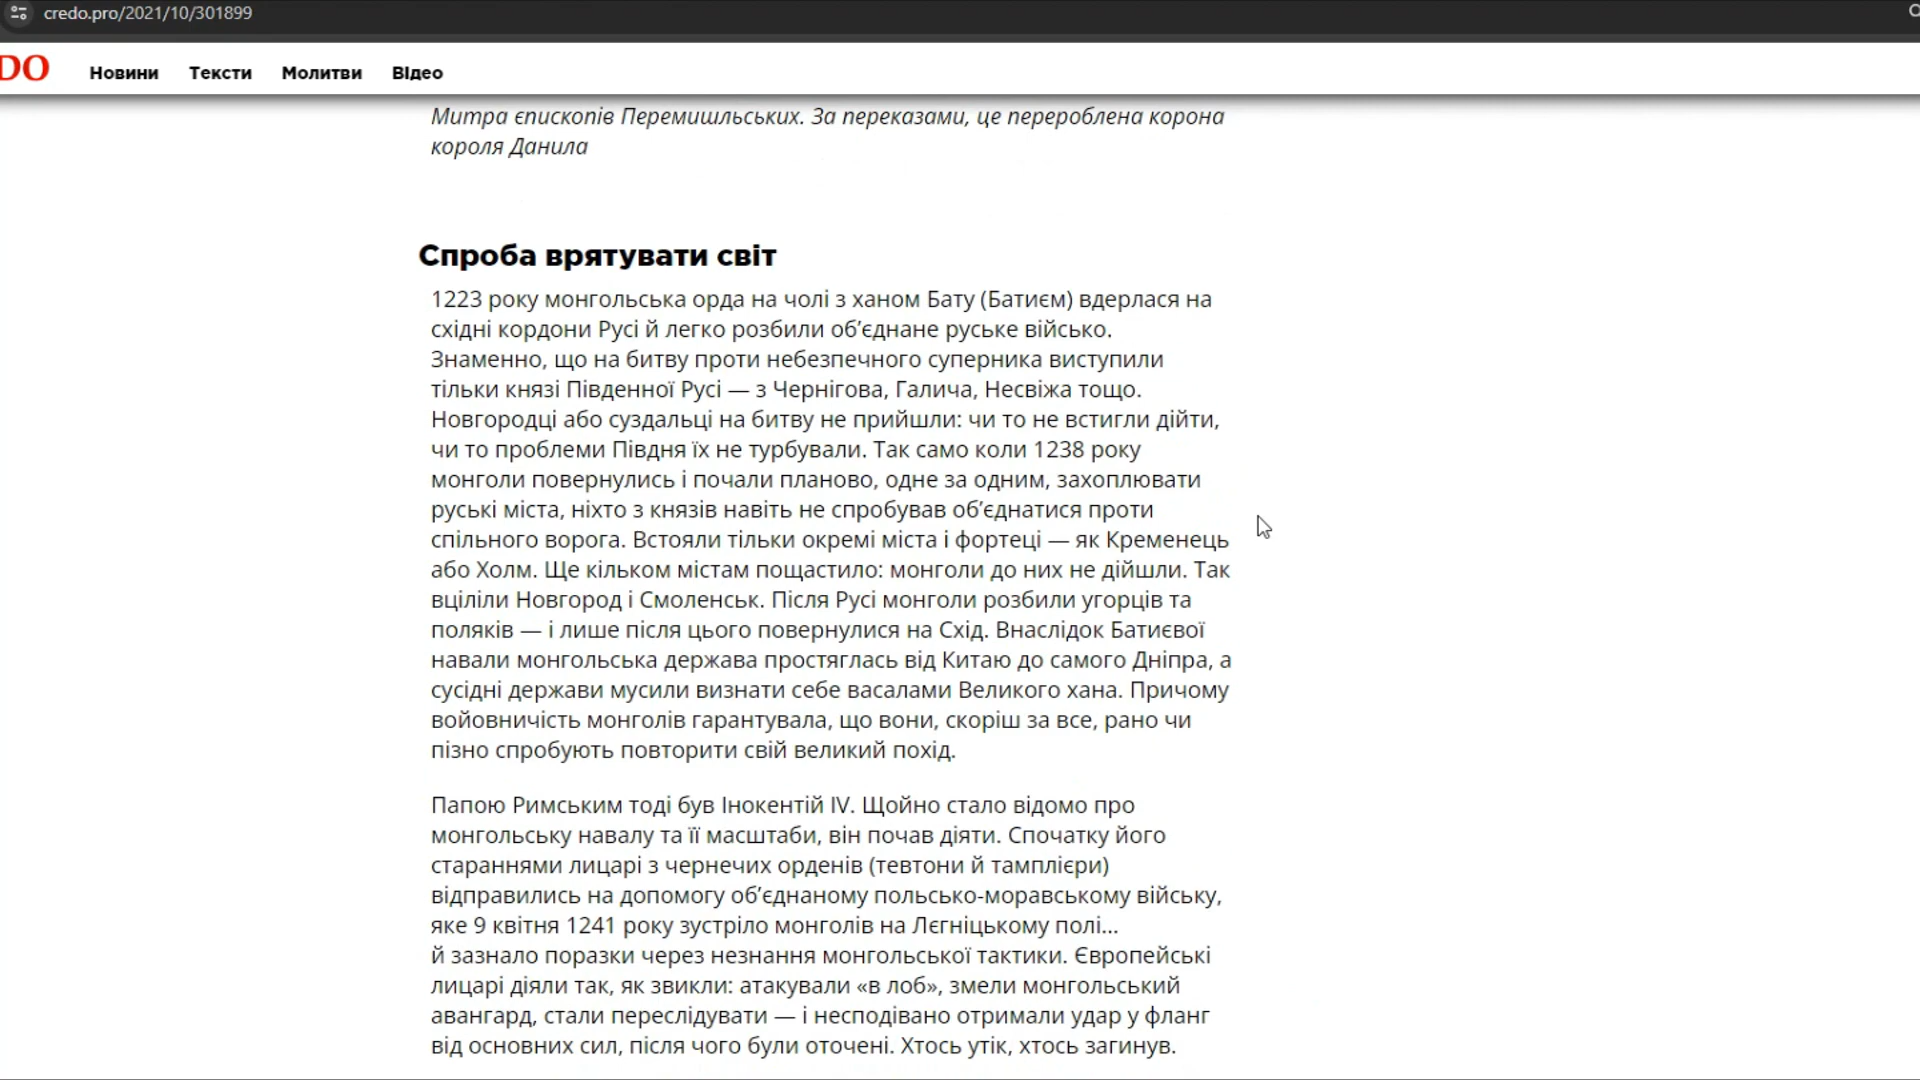 credo.pro/2021/10/301899
DO Новини Тексти Молитви Відео
Митра єпископів Перемишльських. За переказами, це перероблена корона
короля Данила
Спроба врятувати світ
1223 року монгольська орда на чолі з ханом Бату (Батиєм) вдерлася на
східні кордони Русі й легко розбили об’єднане руське військо.
Знаменно, що на битву проти небезпечного суперника виступили
тільки князі Південної Русі — з Чернігова, Галича, Несвіжа тощо.
Новгородці або суздальці на битву не прийшли: чи то не встигли дійти,
чи то проблеми Півдня їх не турбували. Так само коли 1238 року
монголи повернулись і почали планово, одне за одним, захоплювати
руські міста, ніхто з князів навіть не спробував об’єднатися проти
спільного ворога. Встояли тільки окремі міста і фортеці — як Кременець
або Холм. Ще кільком містам пощастило: монголи до них не дійшли. Так
вціліли Новгород і Смоленськ. Після Русі монголи розбили угорців та
поляків — і лише після цього повернулися на Схід. Внаслідок Батиєвої
навали монгольська держава простяглась від Китаю до самого Дніпра, а
сусідні держави мусили визнати себе васалами Великого хана. Причому
войовничість монголів гарантувала, що вони, скоріш за все, рано чи
пізно спробують повторити свій великий похід.
Папою Римським тоді був Інокентій IV. Щойно стало відомо про
монгольську навалу та її масштаби, він почав діяти. Спочатку його
стараннями лицарі з чернечих орденів (тевтони й тамплієри)
відправились на допомогу об’єднаному польсько-моравському війську,
яке 9 квітня 1241 року зустріло монголів на Лєгніцькому полі...
й зазнало поразки через незнання монгольської тактики. Європейські
лицарі діяли так, як звикли: атакували «в лоб», змели монгольський
авангард, стали переслідувати — і несподівано отримали удар у фланг
від основних сил, після чого були оточені. Хтось утік, хтось загинув.